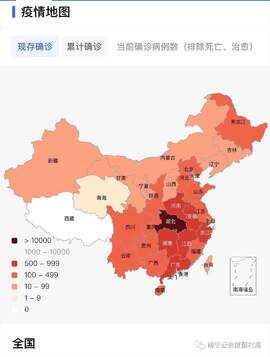 疫情地图
现存确诊 累计确诊 当前确诊病例数（排除死亡、治愈）
黑龙江
吉林
辽宁
内蒙古
新疆
北京
天津
河北
甘肃
宁夏
山西
山东
青海
陕西
河南
江苏
西藏
四川
重庆
湖北
安徽
上海
浙江
湖南
江西
贵州
福建
云南
广西
广东
台湾
香港
海南
南海诸岛
> 10000
1000 - 10000
500 - 999
100 - 499
10 - 99
1 - 9
0
全国